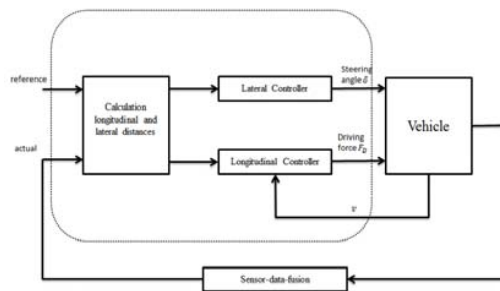 reference
actual
Calculation
longitudinal and
lateral distances
Lateral Controller
Longitudinal Controller
Steering
angle δ
Driving
force F_D
Vehicle
v
Sensor-data-fusion